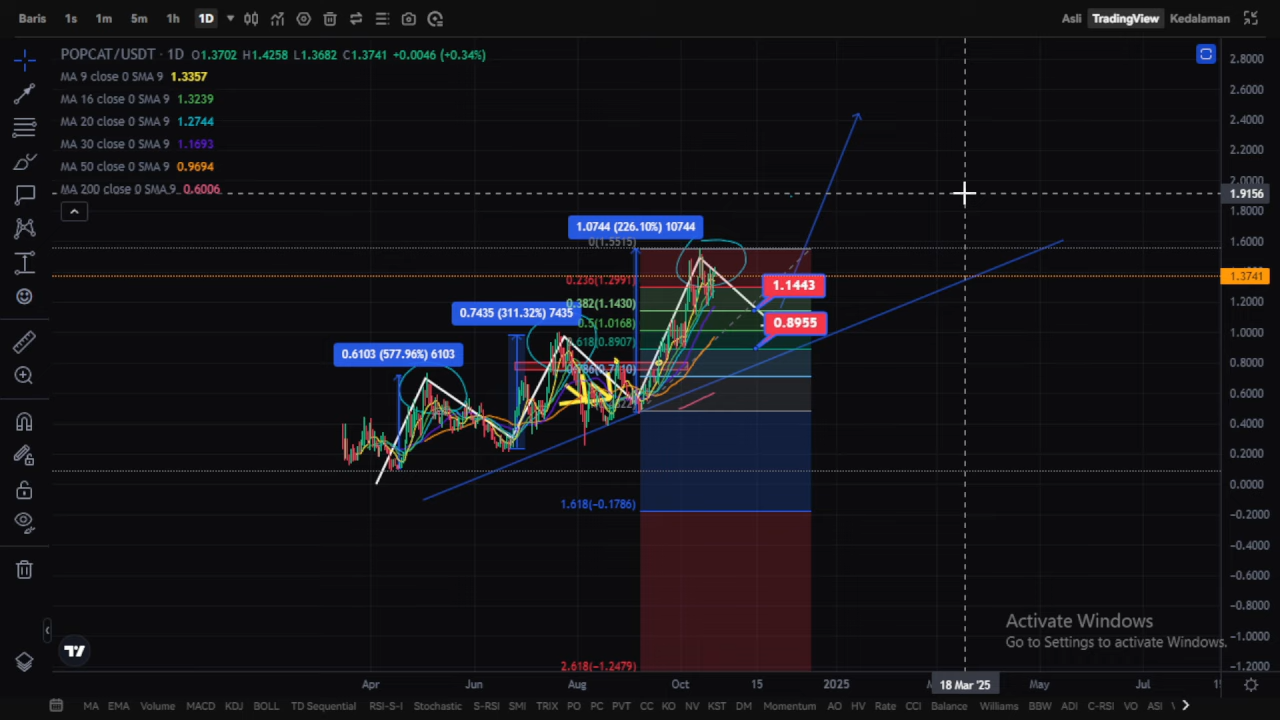 Baris 1s 1m 5m 1h 1D Asli TradingView Kedalaman
POPCAT/USDT · 1D O1.3702 H1.4258 L1.3682 C1.3741 +0.0046 (+0.34%)
MA 9 close 0 SMA 9 1.3357
MA 16 close 0 SMA 9 1.3239
MA 20 close 0 SMA 9 1.2744
MA 30 close 0 SMA 9 1.1693
MA 50 close 0 SMA 9 0.9694
MA 200 close 0 SMA 9 0.6006
2.8000
2.6000
2.4000
2.2000
2.0000
1.9156
1.8000
1.6000
1.3741
1.2000
1.0000
0.8000
0.6000
0.4000
0.2000
0.0000
−0.2000
−0.4000
−0.6000
−0.8000
−1.0000
−1.2000
1.0744 (226.10%) 10744
0(1.5515)
0.236(1.2991)
1.1443
0.382(1.1430)
0.7435 (311.32%) 7435
0.5(1.0168)
0.8955
0.618(0.8907)
0.6103 (577.96%) 6103
1.618(−0.1786)
2.618(−1.2479)
Activate Windows
Go to Settings to activate Windows.
Apr Jun Aug Oct 15 2025 18 Mar '25 May Jul
MA EMA Volume MACD KDJ BOLL TD Sequential RSI-S-I Stochastic S-RSI SMI TRIX PO PC PVT CC KO NV KST DM Momentum AO HV Rate CCI Balance Williams BBW ADI C-RSI VO ASI